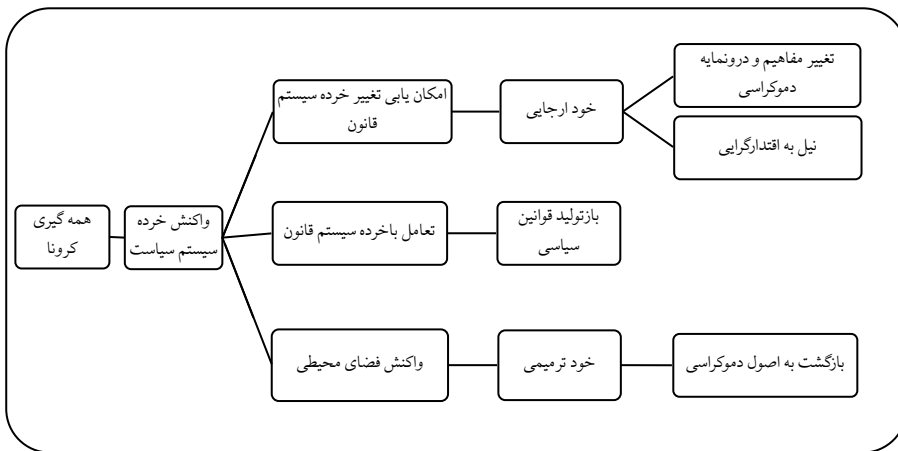 همه گیری
کرونا
واکنش خرده
سیستم سیاست
امکان یابی تغییر خرده سیستم
قانون
خود ارجایی
تغییر مفاهیم و درونمایه
دموکراسی
نیل به اقتدارگرایی
تعامل باخرده سیستم قانون
بازتولید قوانین
سیاسی
واکنش فضای محیطی
خود ترمیمی
بازگشت به اصول دموکراسی